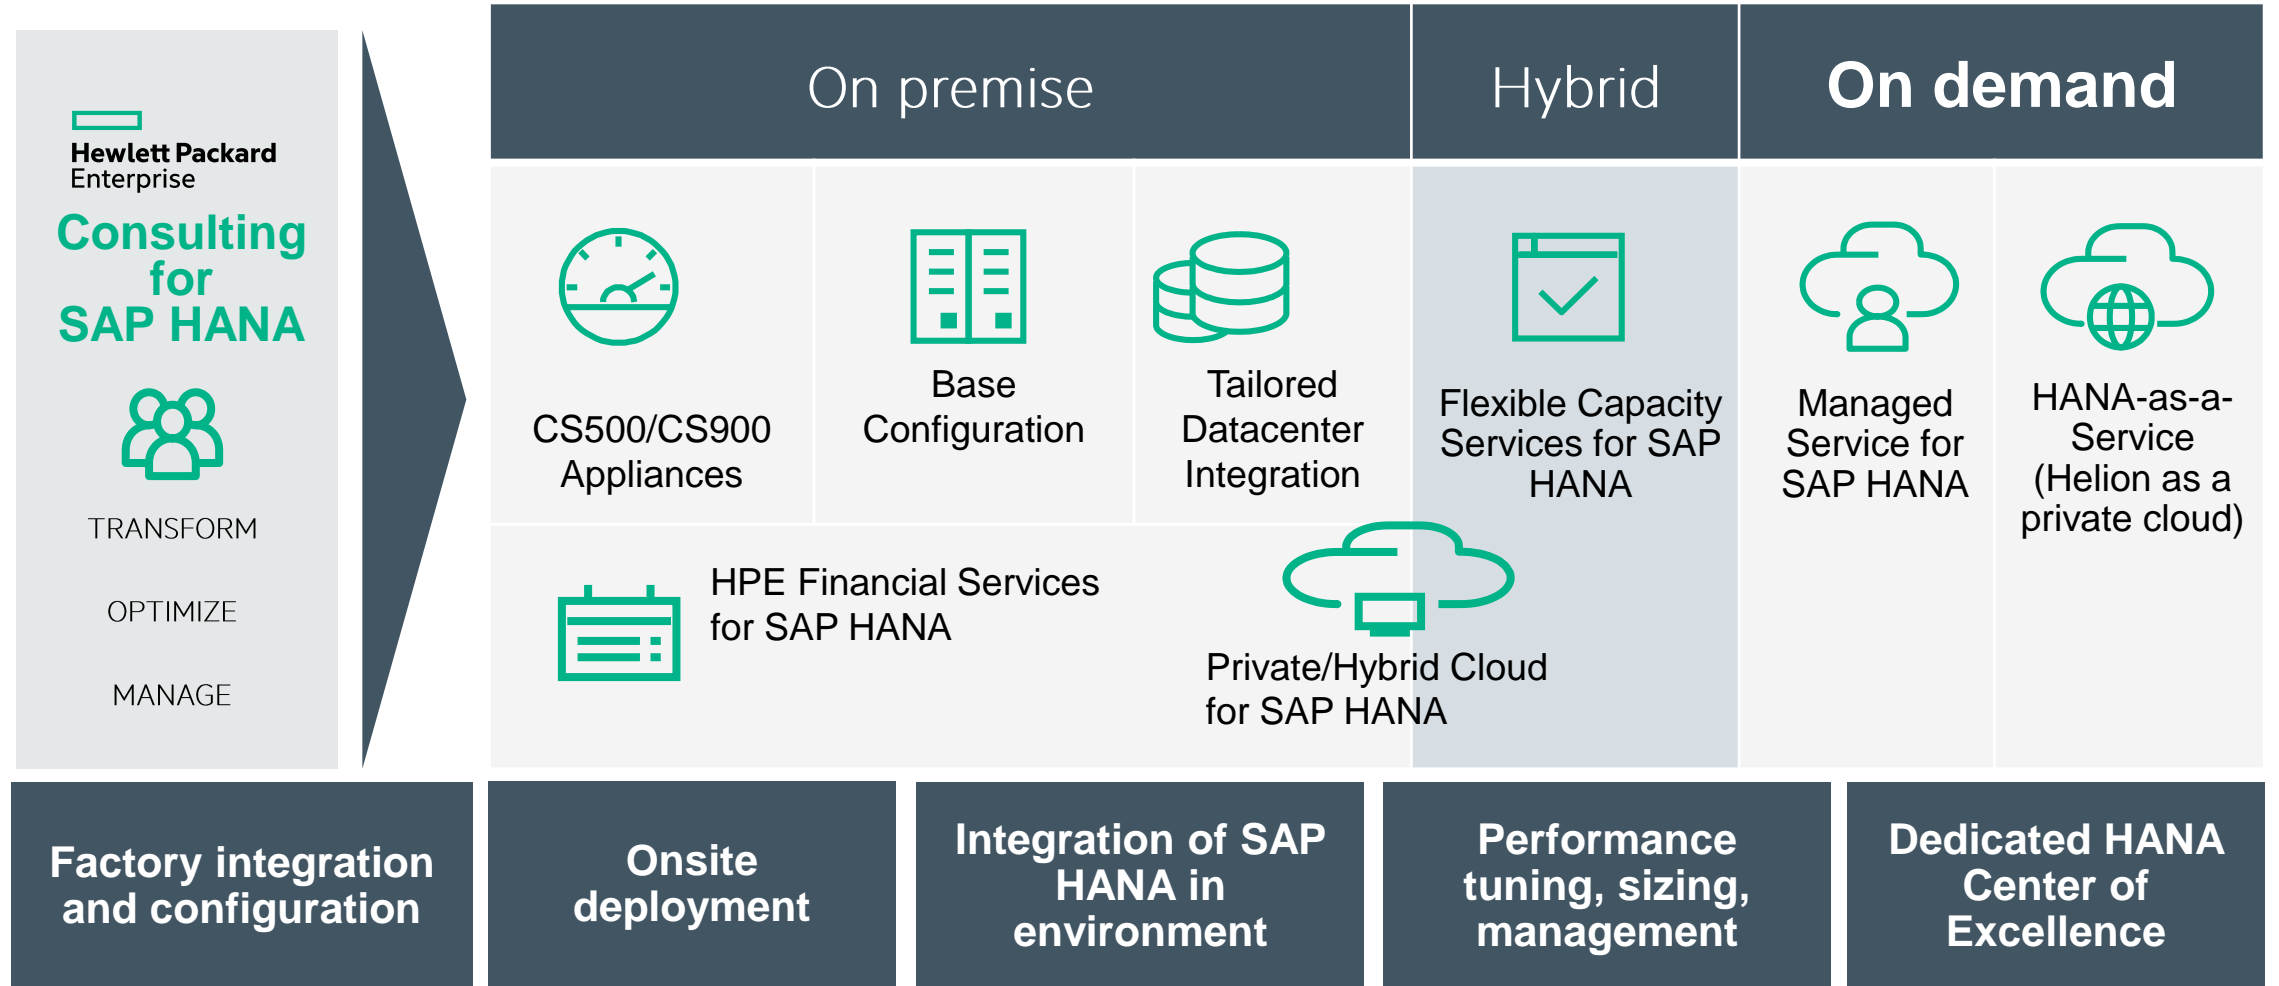 Hewlett Packard
Enterprise
Consulting
for
SAP HANA
TRANSFORM
OPTIMIZE
MANAGE
On premise
Hybrid
On demand
CS500/CS900
Appliances
Base
Configuration
Tailored
Datacenter
Integration
Flexible Capacity
Services for SAP
HANA
Managed
Service for
SAP HANA
HANA-as-a-
Service
(Helion as a
private cloud)
HPE Financial Services
for SAP HANA
Private/Hybrid Cloud
for SAP HANA
Factory integration
and configuration
Onsite
deployment
Integration of SAP
HANA in
environment
Performance
tuning, sizing,
management
Dedicated HANA
Center of
Excellence